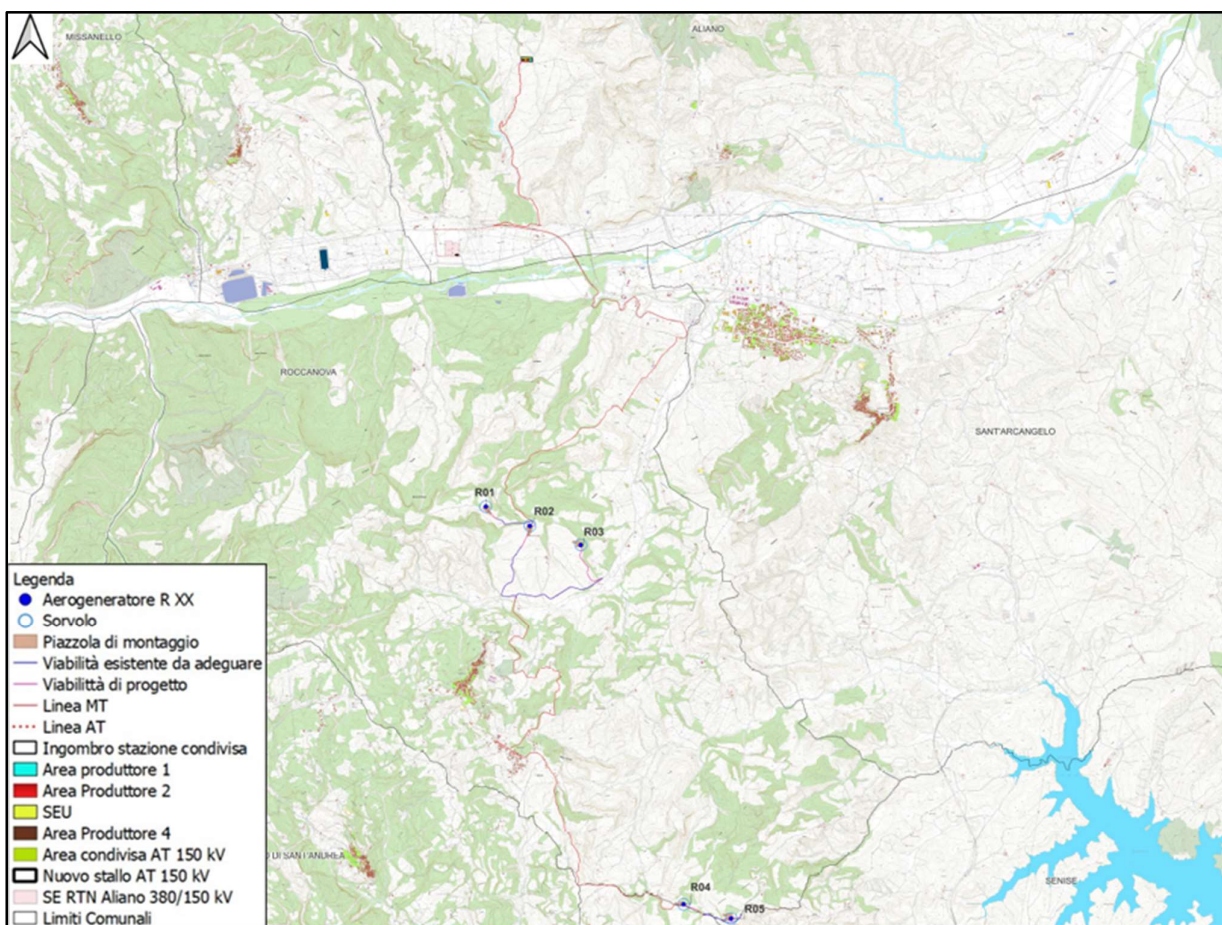 MISSANELLO
ALIANO
ROCCANOVA
SANT'ARCANGELO
R01
R02
R03
Legenda
Aerogeneratore R XX
Sorvolo
Piazzola di montaggio
Viabilità esistente da adeguare
Viabilittà di progetto
Linea MT
Linea AT
Ingombro stazione condivisa
Area produttore 1
Area Produttore 2
SEU
Area Produttore 4
Area condivisa AT 150 kV
Nuovo stallo AT 150 kV
SE RTN Aliano 380/150 kV
Limiti Comunali
O DI SANT'ANDREA
SENISE
R04
R05